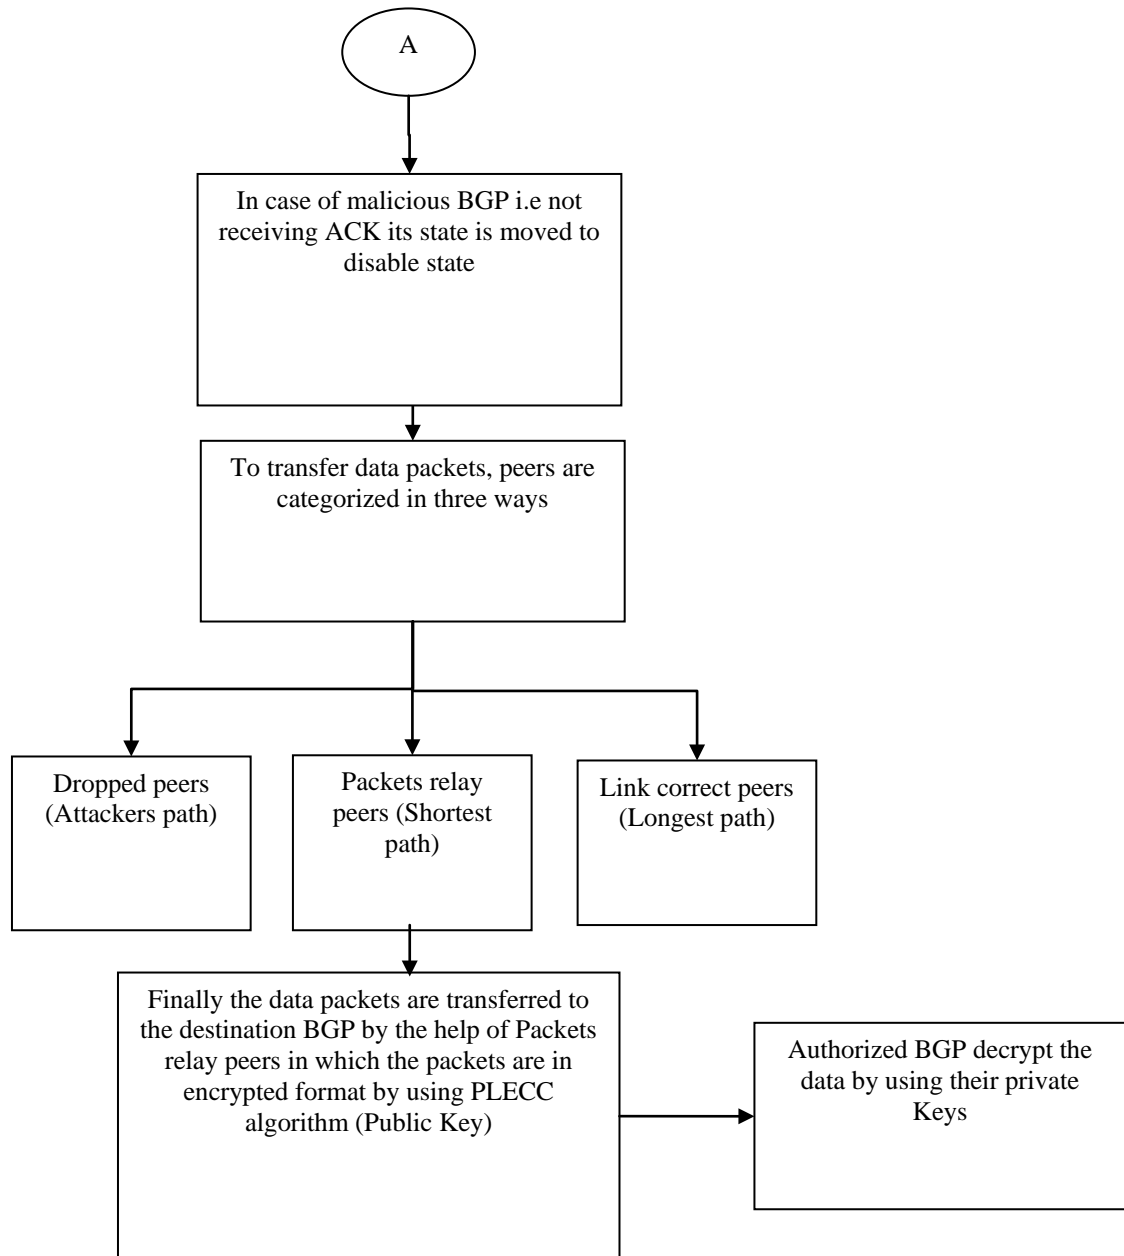 A
In case of malicious BGP i.e not
receiving ACK its state is moved to
disable state
To transfer data packets, peers are
categorized in three ways
Dropped peers
(Attackers path)
Packets relay
peers (Shortest
path)
Link correct peers
(Longest path)
Finally the data packets are transferred to
the destination BGP by the help of Packets
relay peers in which the packets are in
encrypted format by using PLECC
algorithm (Public Key)
Authorized BGP decrypt the
data by using their private
Keys